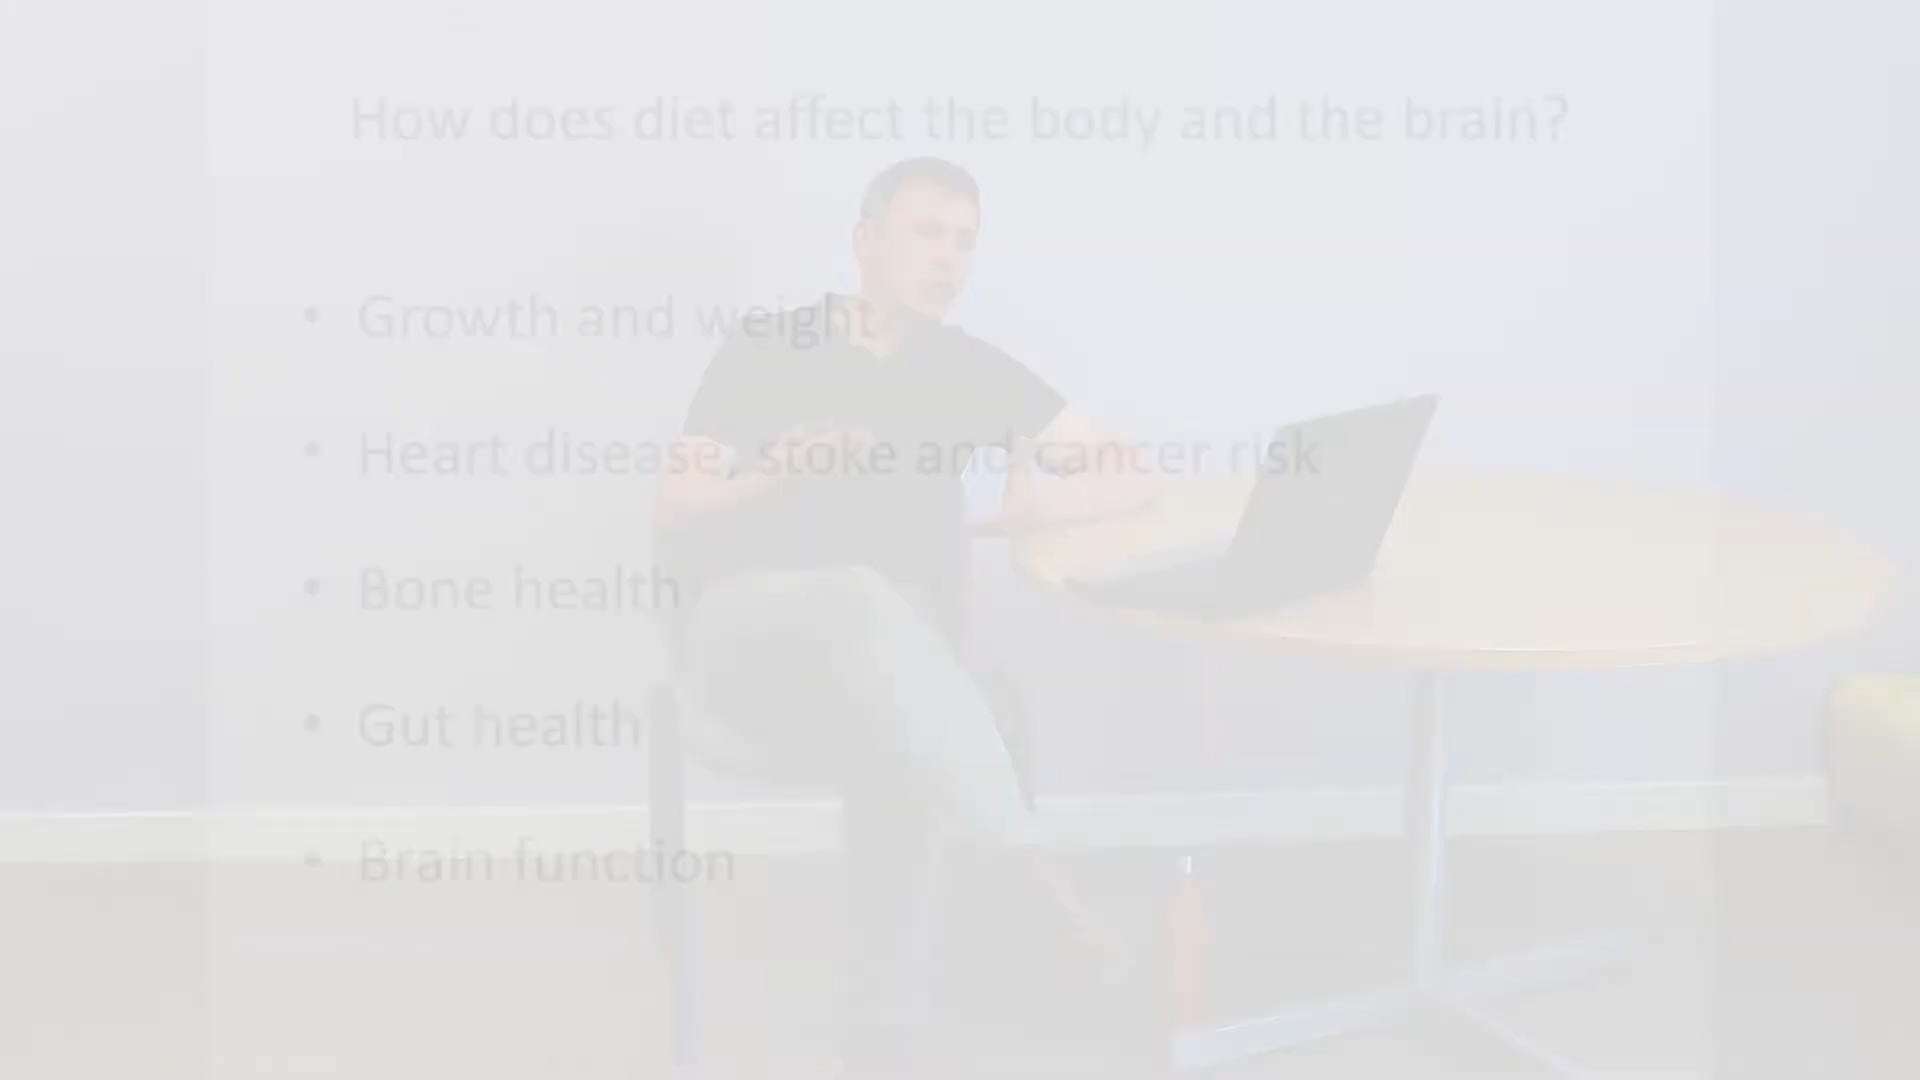 How does diet affect the body and the brain?
• Growth and weight
• Heart disease, stoke and cancer risk
• Bone health
• Gut health
• Brain function